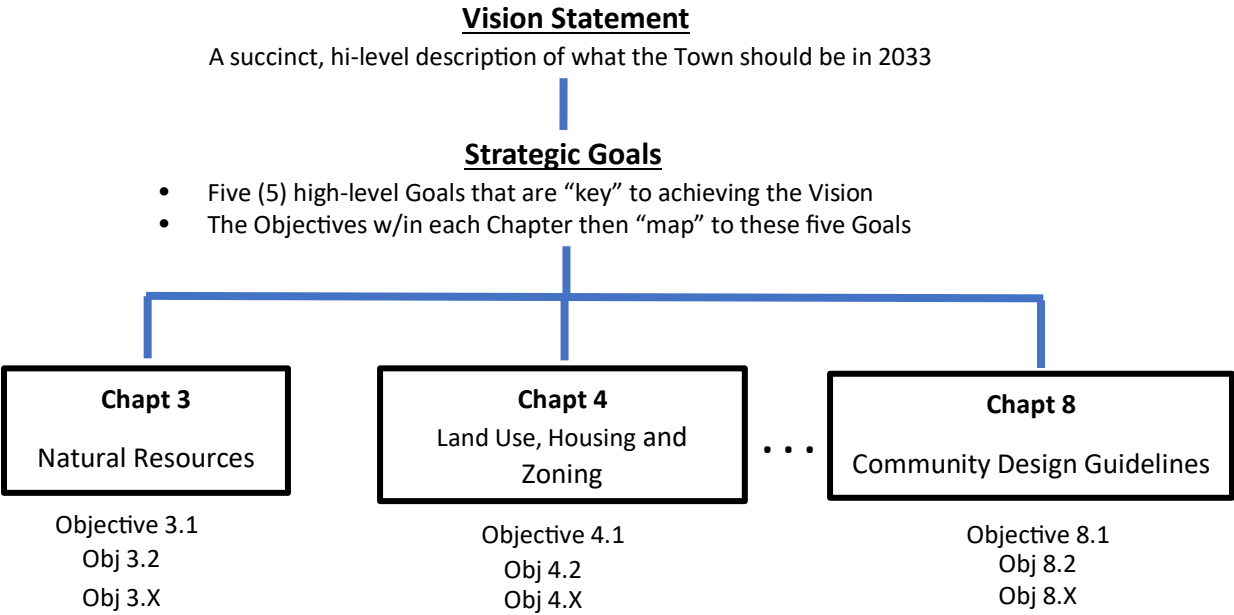 Vision Statement
A succinct, hi-level description of what the Town should be in 2033
Strategic Goals
• Five (5) high-level Goals that are “key” to achieving the Vision
• The Objectives w/in each Chapter then “map” to these five Goals
Chapt 3
Natural Resources
Chapt 4
Land Use, Housing and
Zoning
. . .
Chapt 8
Community Design Guidelines
Objective 3.1
Obj 3.2
Obj 3.X
Objective 4.1
Obj 4.2
Obj 4.X
Objective 8.1
Obj 8.2
Obj 8.X